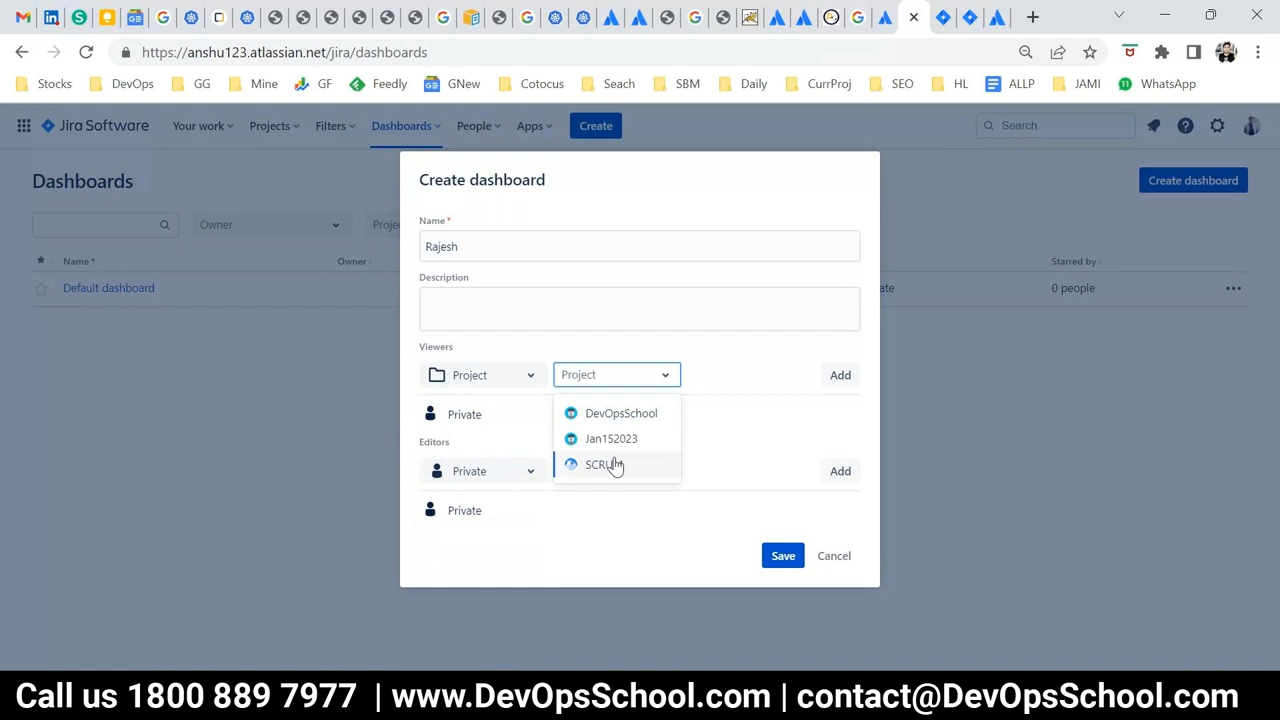 https://anshu123.atlassian.net/jira/dashboards
Stocks DevOps GG Mine GF Feedly GNew Cotocus Seach SBM Daily CurrProj SEO HL ALLP JAMI 11 WhatsApp
Jira Software Your work Projects Filters Dashboards People Apps Create Search
Dashboards Create dashboard
Owner
Name * Owner Starred by
Default dashboard 0 people
Create dashboard
Name *
Rajesh
Description
Viewers
Project Project Add
Private
DevOpsSchool
Jan152023
Editors
Private Add
Private
Save Cancel
Call us 1800 889 7977 | www.DevOpsSchool.com | contact@DevOpsSchool.com